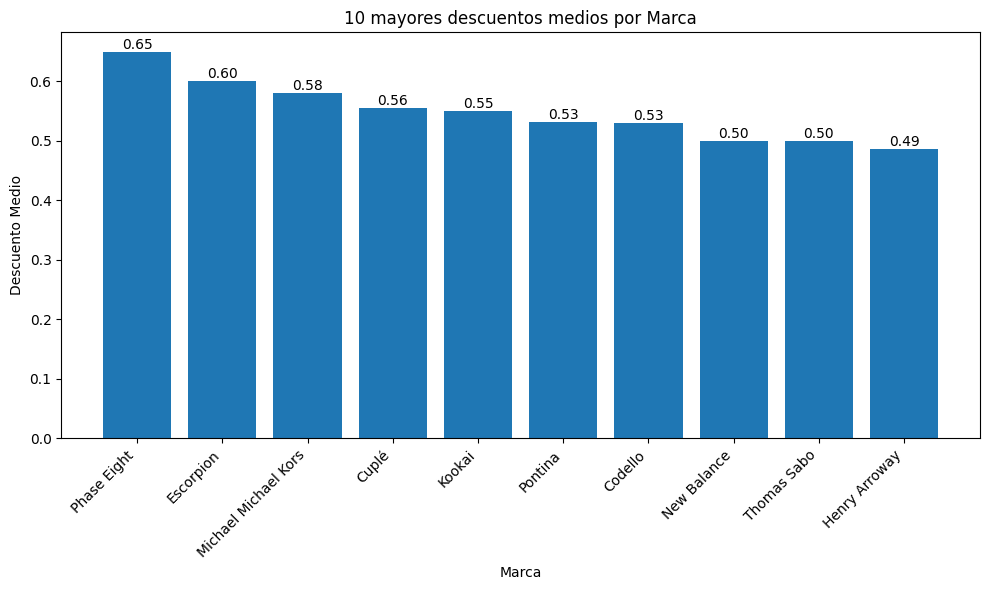 10 mayores descuentos medios por Marca
Descuento Medio
0.6
0.5
0.4
0.3
0.2
0.1
0.0
0.65
0.60
0.58
0.56
0.55
0.53
0.53
0.50
0.50
0.49
Phase Eight
Escorpion
Michael Michael Kors
Cuplé
Kookai
Pontina
Codello
New Balance
Thomas Sabo
Henry Arroway
Marca